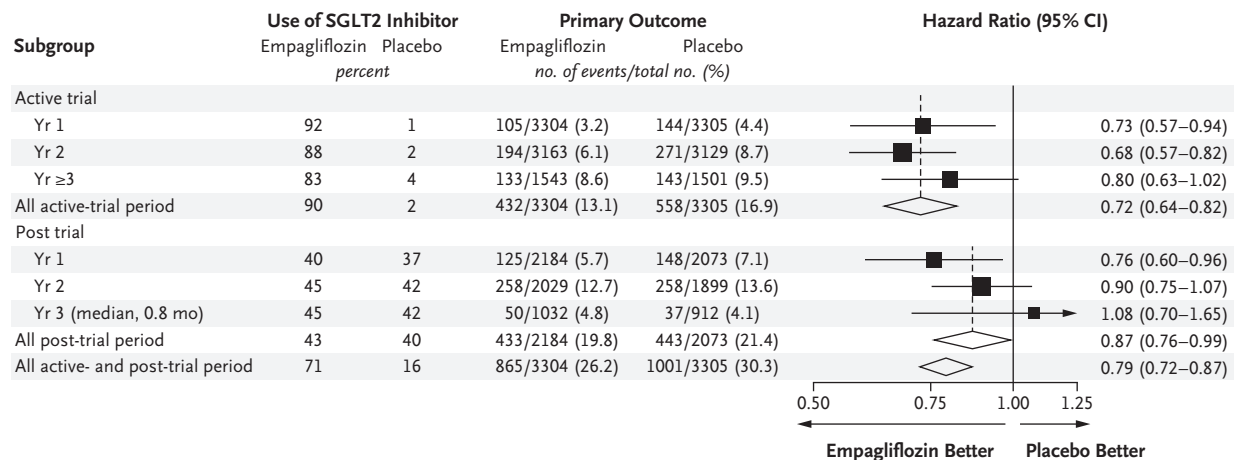 Use of SGLT2 Inhibitor Primary Outcome Hazard Ratio (95% CI)
Subgroup Empagliflozin Placebo Empagliflozin Placebo
percent no. of events/total no. (%)
Active trial
Yr 1 92 1 105/3304 (3.2) 144/3305 (4.4) 0.73 (0.57–0.94)
Yr 2 88 2 194/3163 (6.1) 271/3129 (8.7) 0.68 (0.57–0.82)
Yr ≥3 83 4 133/1543 (8.6) 143/1501 (9.5) 0.80 (0.63–1.02)
All active-trial period 90 2 432/3304 (13.1) 558/3305 (16.9) 0.72 (0.64–0.82)
Post trial
Yr 1 40 37 125/2184 (5.7) 148/2073 (7.1) 0.76 (0.60–0.96)
Yr 2 45 42 258/2029 (12.7) 258/1899 (13.6) 0.90 (0.75–1.07)
Yr 3 (median, 0.8 mo) 45 42 50/1032 (4.8) 37/912 (4.1) 1.08 (0.70–1.65)
All post-trial period 43 40 433/2184 (19.8) 443/2073 (21.4) 0.87 (0.76–0.99)
All active- and post-trial period 71 16 865/3304 (26.2) 1001/3305 (30.3) 0.79 (0.72–0.87)
0.50 0.75 1.00 1.25
Empagliflozin Better Placebo Better